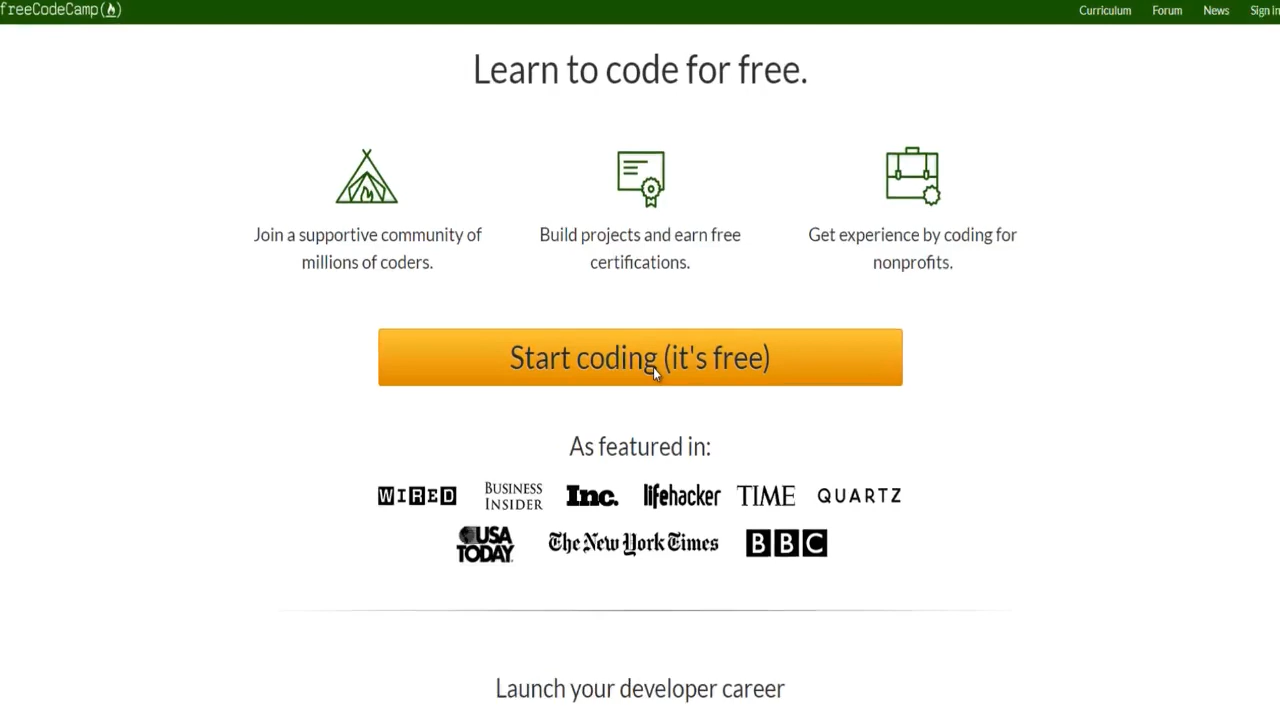 freeCodeCamp
Curriculum Forum News Sign In
Learn to code for free.
Join a supportive community of
millions of coders.
Build projects and earn free
certifications.
Get experience by coding for
nonprofits.
Start coding (it's free)
As featured in:
WIRED BUSINESS INSIDER Inc. lifehacker TIME QUARTZ
USA TODAY The New York Times BBC
Launch your developer career